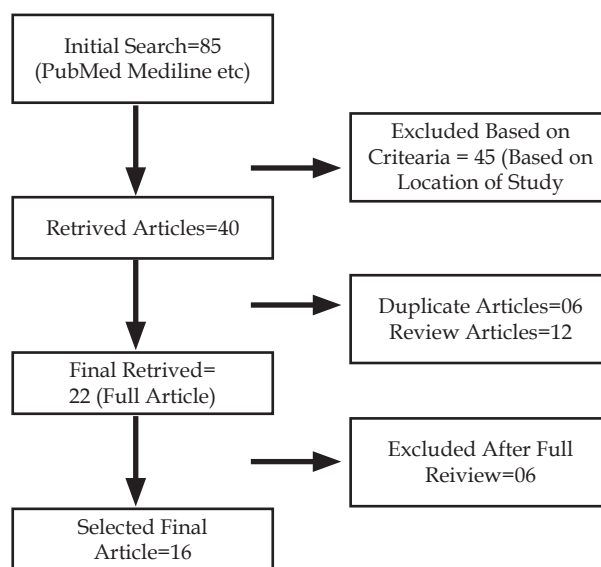 Initial Search=85
(PubMed Mediline etc)
Excluded Based on
Critearia = 45 (Based on
Location of Study
Retrived Articles=40
Duplicate Articles=06
Review Articles=12
Final Retrived=
22 (Full Article)
Excluded After Full
Reiview=06
Selected Final
Article=16